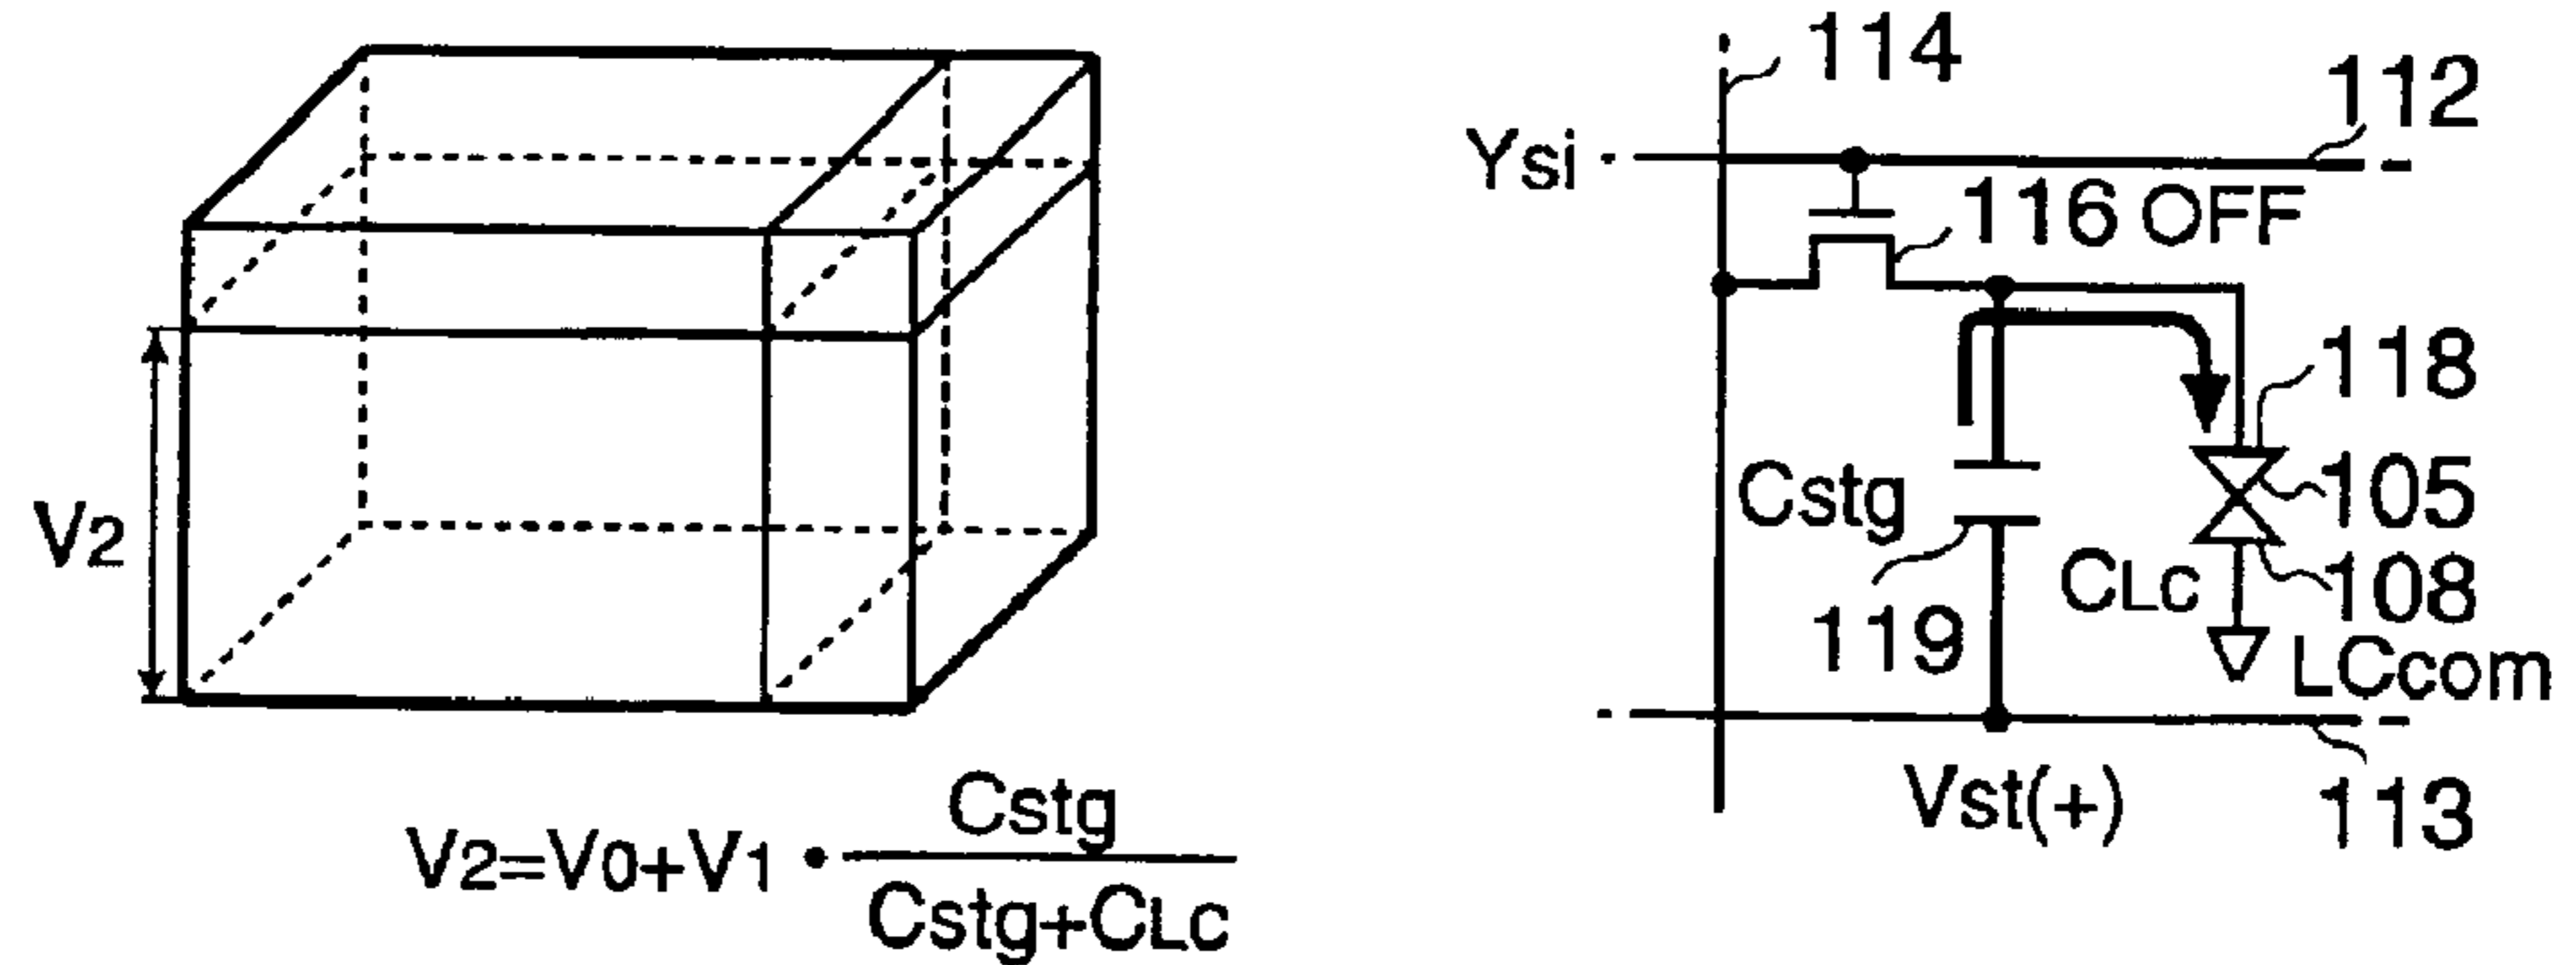 114
112
Ysi
116 OFF
118
V2
Cstg
105
CLC
108
119
LCcom
Vst(+)
113
V2=V0+V1 • Cstg
Cstg+CLC